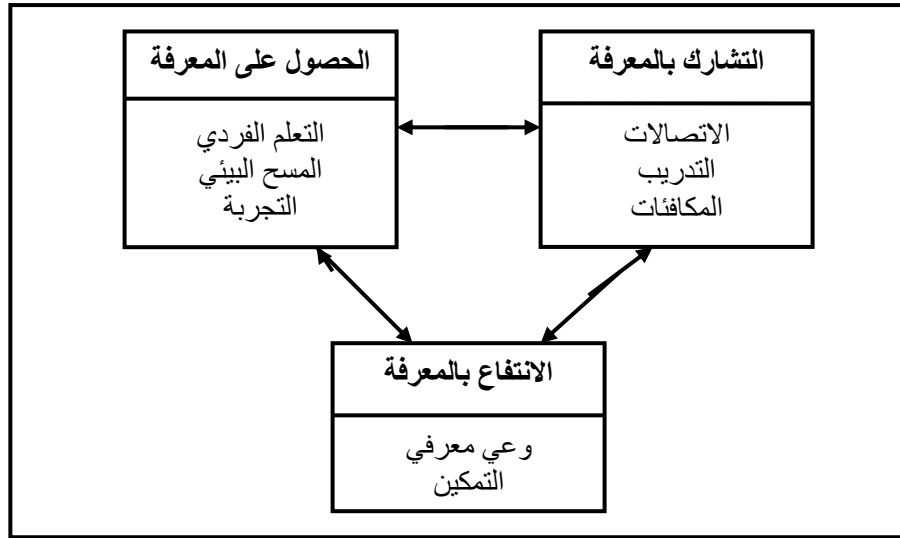 التشارك بالمعرفة
الاتصالات
التدريب
المكافئات
الحصول على المعرفة
التعلم الفردي
المسح البيئي
التجربة
الانتفاع بالمعرفة
وعي معرفي
التمكين